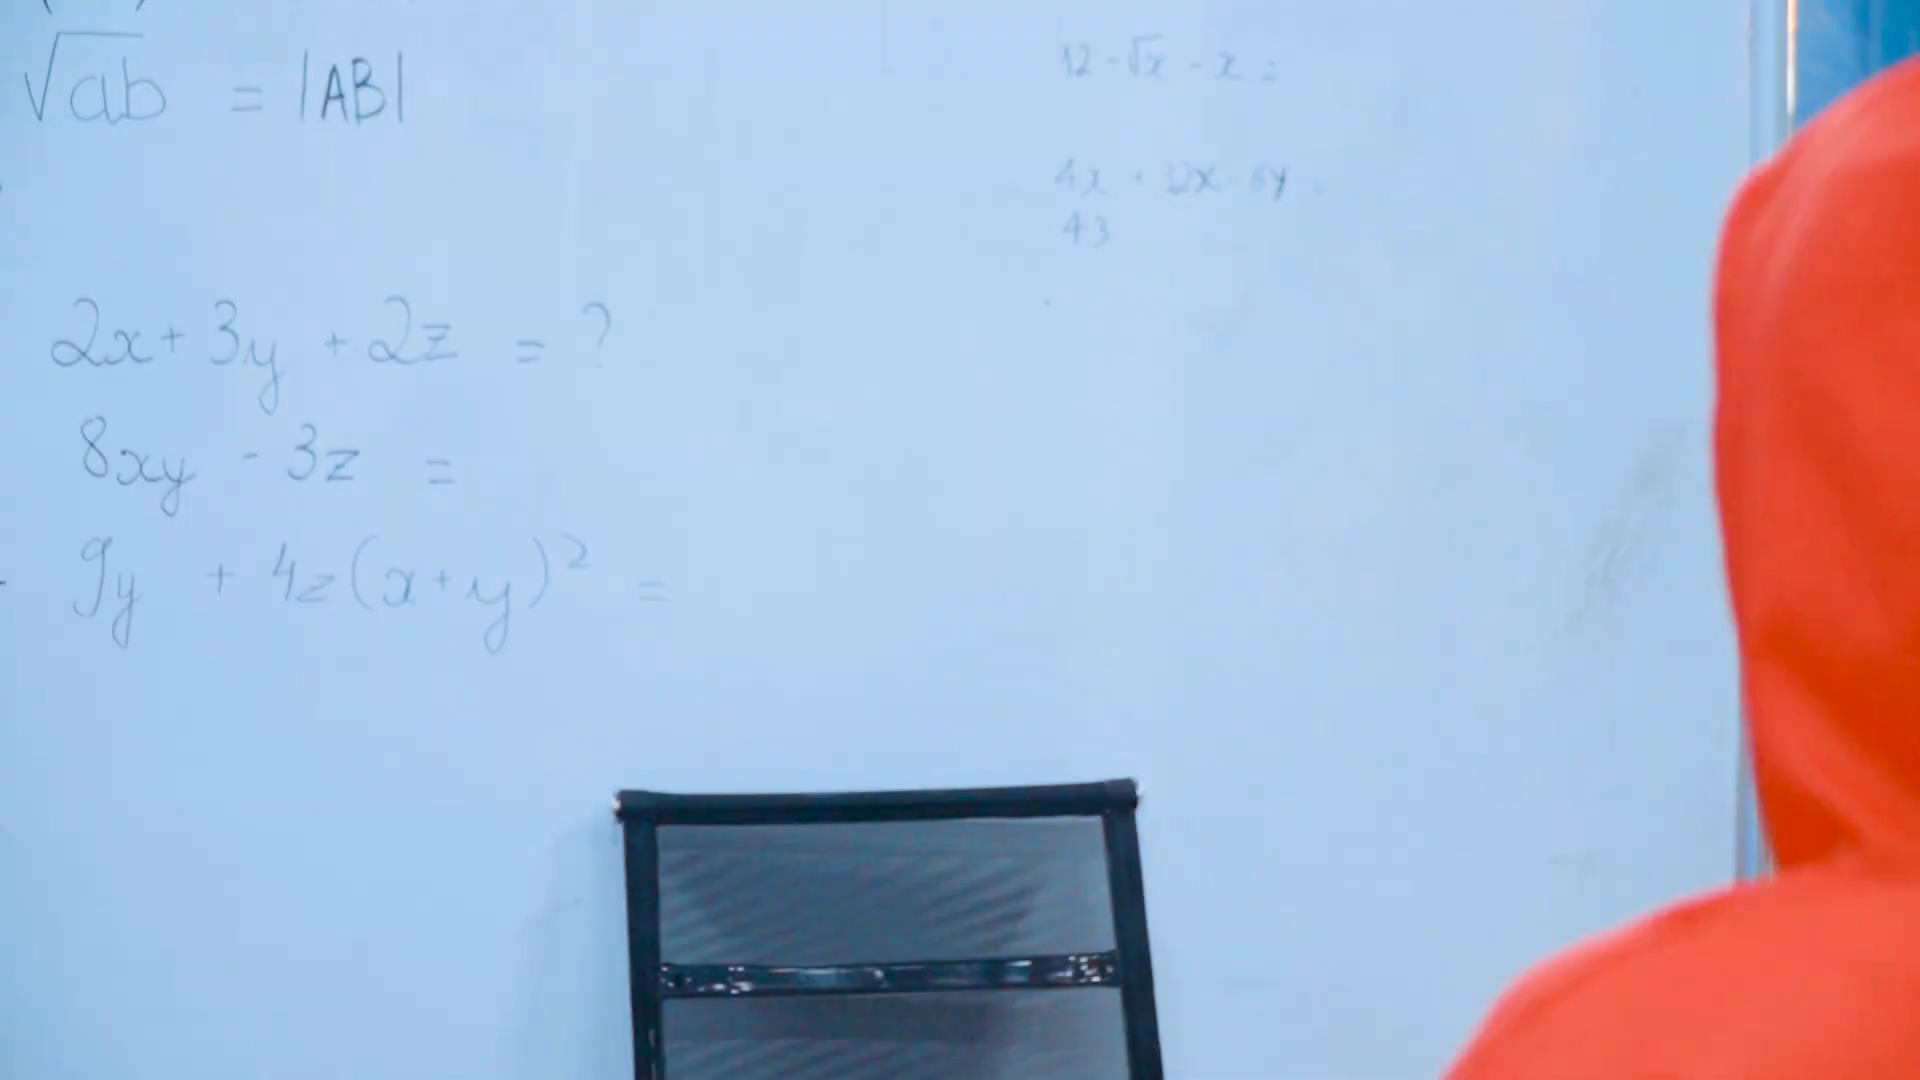 √ab = |AB|
2x + 3y + 2z = ?
8xy - 3z =
9y + 4z(x+y)² =
12 - √x - x =
4x + 32x - 6y =
43